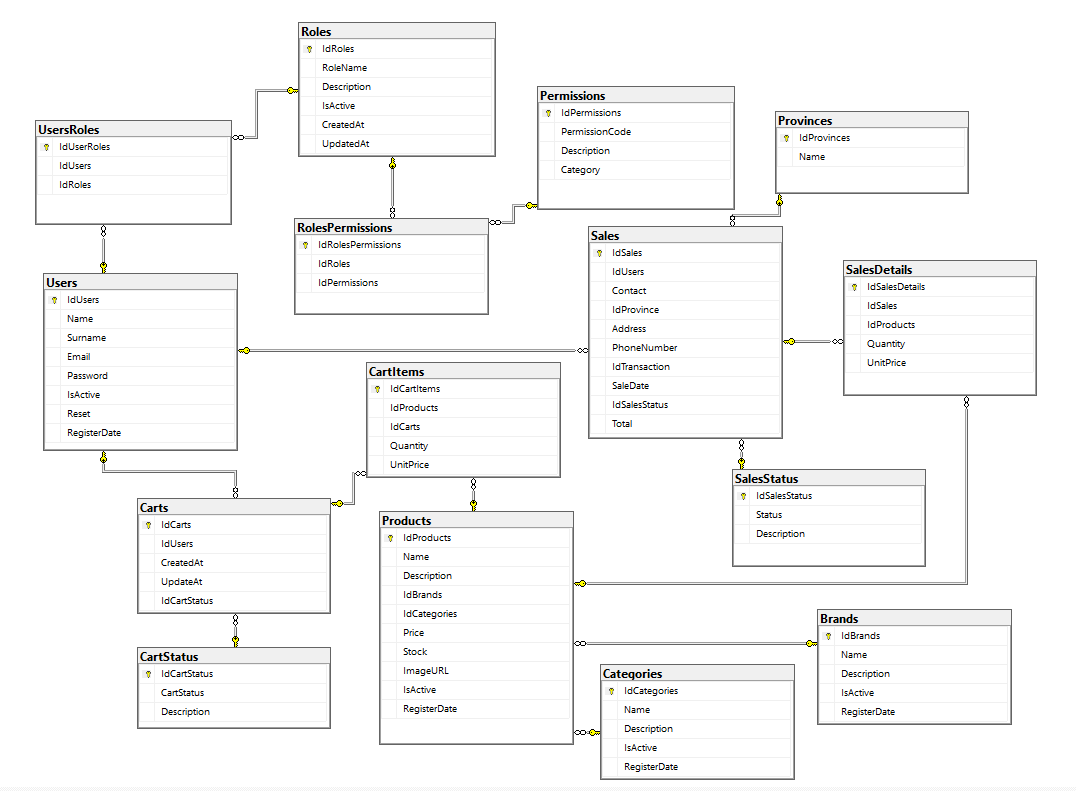 Roles
IdRoles
RoleName
Description
IsActive
CreatedAt
UpdatedAt
Permissions
IdPermissions
PermissionCode
Description
Category
Provinces
IdProvinces
Name
UsersRoles
IdUserRoles
IdUsers
IdRoles
RolesPermissions
IdRolesPermissions
IdRoles
IdPermissions
Sales
IdSales
IdUsers
Contact
IdProvince
Address
PhoneNumber
IdTransaction
SaleDate
IdSalesStatus
Total
SalesDetails
IdSalesDetails
IdSales
IdProducts
Quantity
UnitPrice
Users
IdUsers
Name
Surname
Email
Password
IsActive
Reset
RegisterDate
CartItems
IdCartItems
IdProducts
IdCarts
Quantity
UnitPrice
SalesStatus
IdSalesStatus
Status
Description
Carts
IdCarts
IdUsers
CreatedAt
UpdateAt
IdCartStatus
Products
IdProducts
Name
Description
IdBrands
IdCategories
Price
Stock
ImageURL
IsActive
RegisterDate
Brands
IdBrands
Name
Description
IsActive
RegisterDate
CartStatus
IdCartStatus
CartStatus
Description
Categories
IdCategories
Name
Description
IsActive
RegisterDate